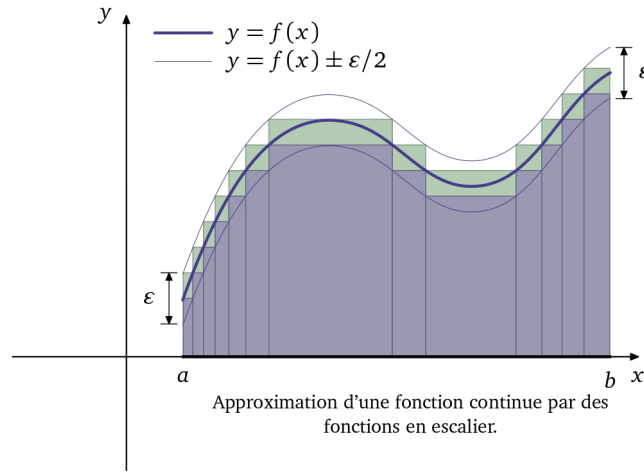 y
y = f(x)
y = f(x) ± ε/2
ε
ε
a
b
x
Approximation d'une fonction continue par des
fonctions en escalier.